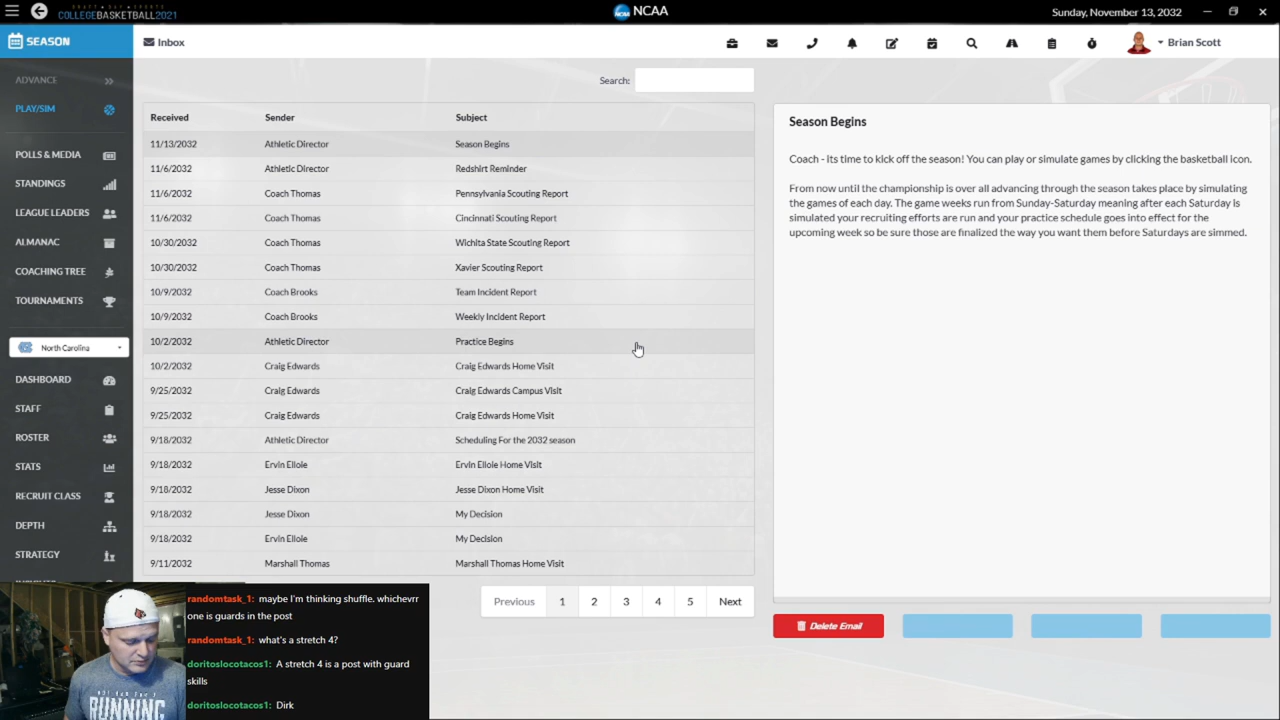 DRAFT DAY SPORTS
COLLEGEBASKETBALL2021
NCAA
NCAA
Sunday, November 13, 2032
SEASON
Inbox
Brian Scott
ADVANCE
PLAY/SIM
POLLS & MEDIA
STANDINGS
LEAGUE LEADERS
ALMANAC
COACHING TREE
TOURNAMENTS
North Carolina
DASHBOARD
STAFF
ROSTER
STATS
RECRUIT CLASS
DEPTH
STRATEGY
Search:
Received Sender Subject
11/13/2032 Athletic Director Season Begins
11/6/2032 Athletic Director Redshirt Reminder
11/6/2032 Coach Thomas Pennsylvania Scouting Report
11/6/2032 Coach Thomas Cincinnati Scouting Report
10/30/2032 Coach Thomas Wichita State Scouting Report
10/30/2032 Coach Thomas Xavier Scouting Report
10/9/2032 Coach Brooks Team Incident Report
10/9/2032 Coach Brooks Weekly Incident Report
10/2/2032 Athletic Director Practice Begins
10/2/2032 Craig Edwards Craig Edwards Home Visit
9/25/2032 Craig Edwards Craig Edwards Campus Visit
9/25/2032 Craig Edwards Craig Edwards Home Visit
9/18/2032 Athletic Director Scheduling For the 2032 season
9/18/2032 Ervin Ellole Ervin Ellole Home Visit
9/18/2032 Jesse Dixon Jesse Dixon Home Visit
9/18/2032 Jesse Dixon My Decision
9/18/2032 Ervin Ellole My Decision
9/11/2032 Marshall Thomas Marshall Thomas Home Visit
Previous 1 2 3 4 5 Next
Season Begins
Coach - Its time to kick off the season! You can play or simulate games by clicking the basketball icon.
From now until the championship is over all advancing through the season takes place by simulating
the games of each day. The game weeks run from Sunday-Saturday meaning after each Saturday is
simulated your recruiting efforts are run and your practice schedule goes into effect for the
upcoming week so be sure those are finalized the way you want them before Saturdays are simmed.
Delete Email
randomtask_1: maybe I'm thinking shuffle. whichevrr
one is guards in the post
randomtask_1: what's a stretch 4?
doritoslocotacos1: A stretch 4 is a post with guard
skills
doritoslocotacos1: Dirk
RUNNING